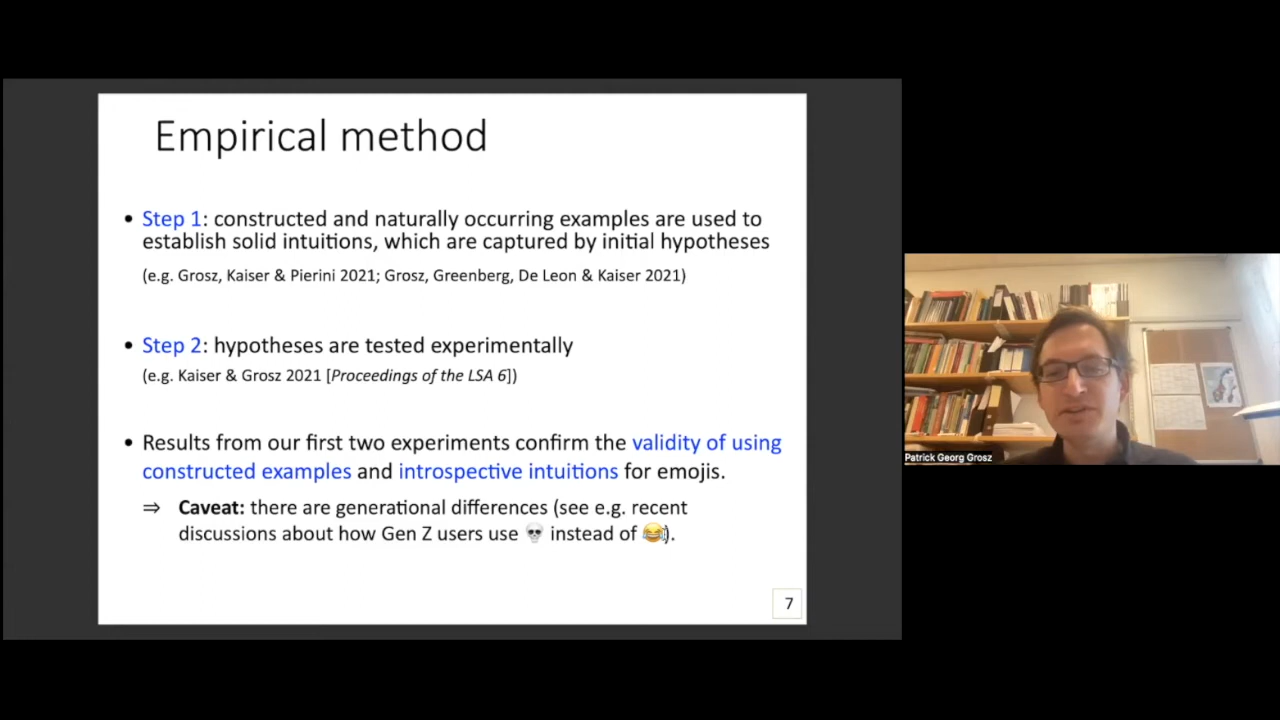 Empirical method
• Step 1: constructed and naturally occurring examples are used to
establish solid intuitions, which are captured by initial hypotheses
(e.g. Grosz, Kaiser & Pierini 2021; Grosz, Greenberg, De Leon & Kaiser 2021)
• Step 2: hypotheses are tested experimentally
(e.g. Kaiser & Grosz 2021 [Proceedings of the LSA 6])
• Results from our first two experiments confirm the validity of using
constructed examples and introspective intuitions for emojis.
⇒ Caveat: there are generational differences (see e.g. recent
discussions about how Gen Z users use 💀 instead of 😂).
7
Patrick Georg Grosz